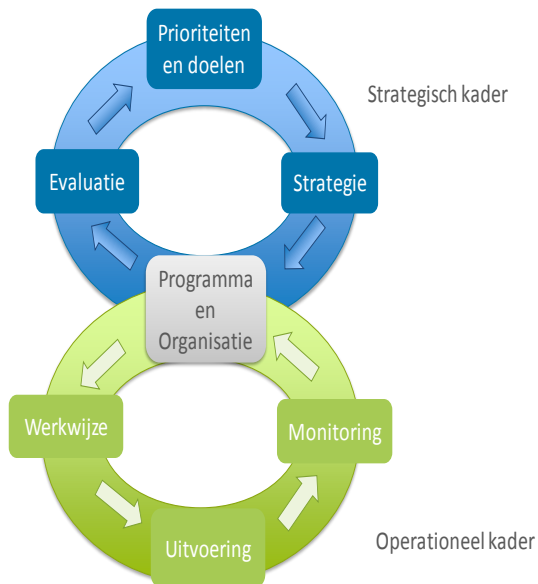 Prioriteiten
en doelen
Strategisch kader
Evaluatie
Strategie
Programma
en
Organisatie
Werkwijze
Monitoring
Uitvoering
Operationeel kader